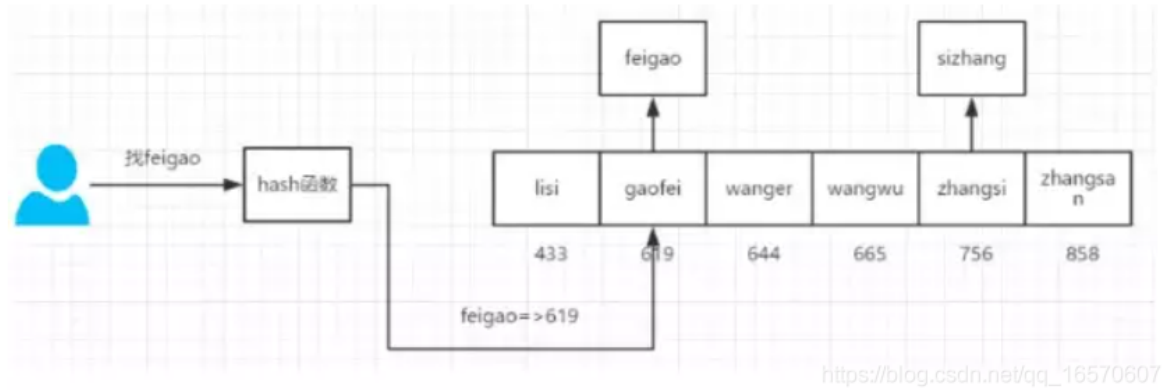 feigao
sizhang
找feigao
hash函数
lisi
gaofei
wanger
wangwu
zhangsi
zhangsa
n
433
619
644
665
756
858
feigao=>619
https://blog.csdn.net/qq_16570607